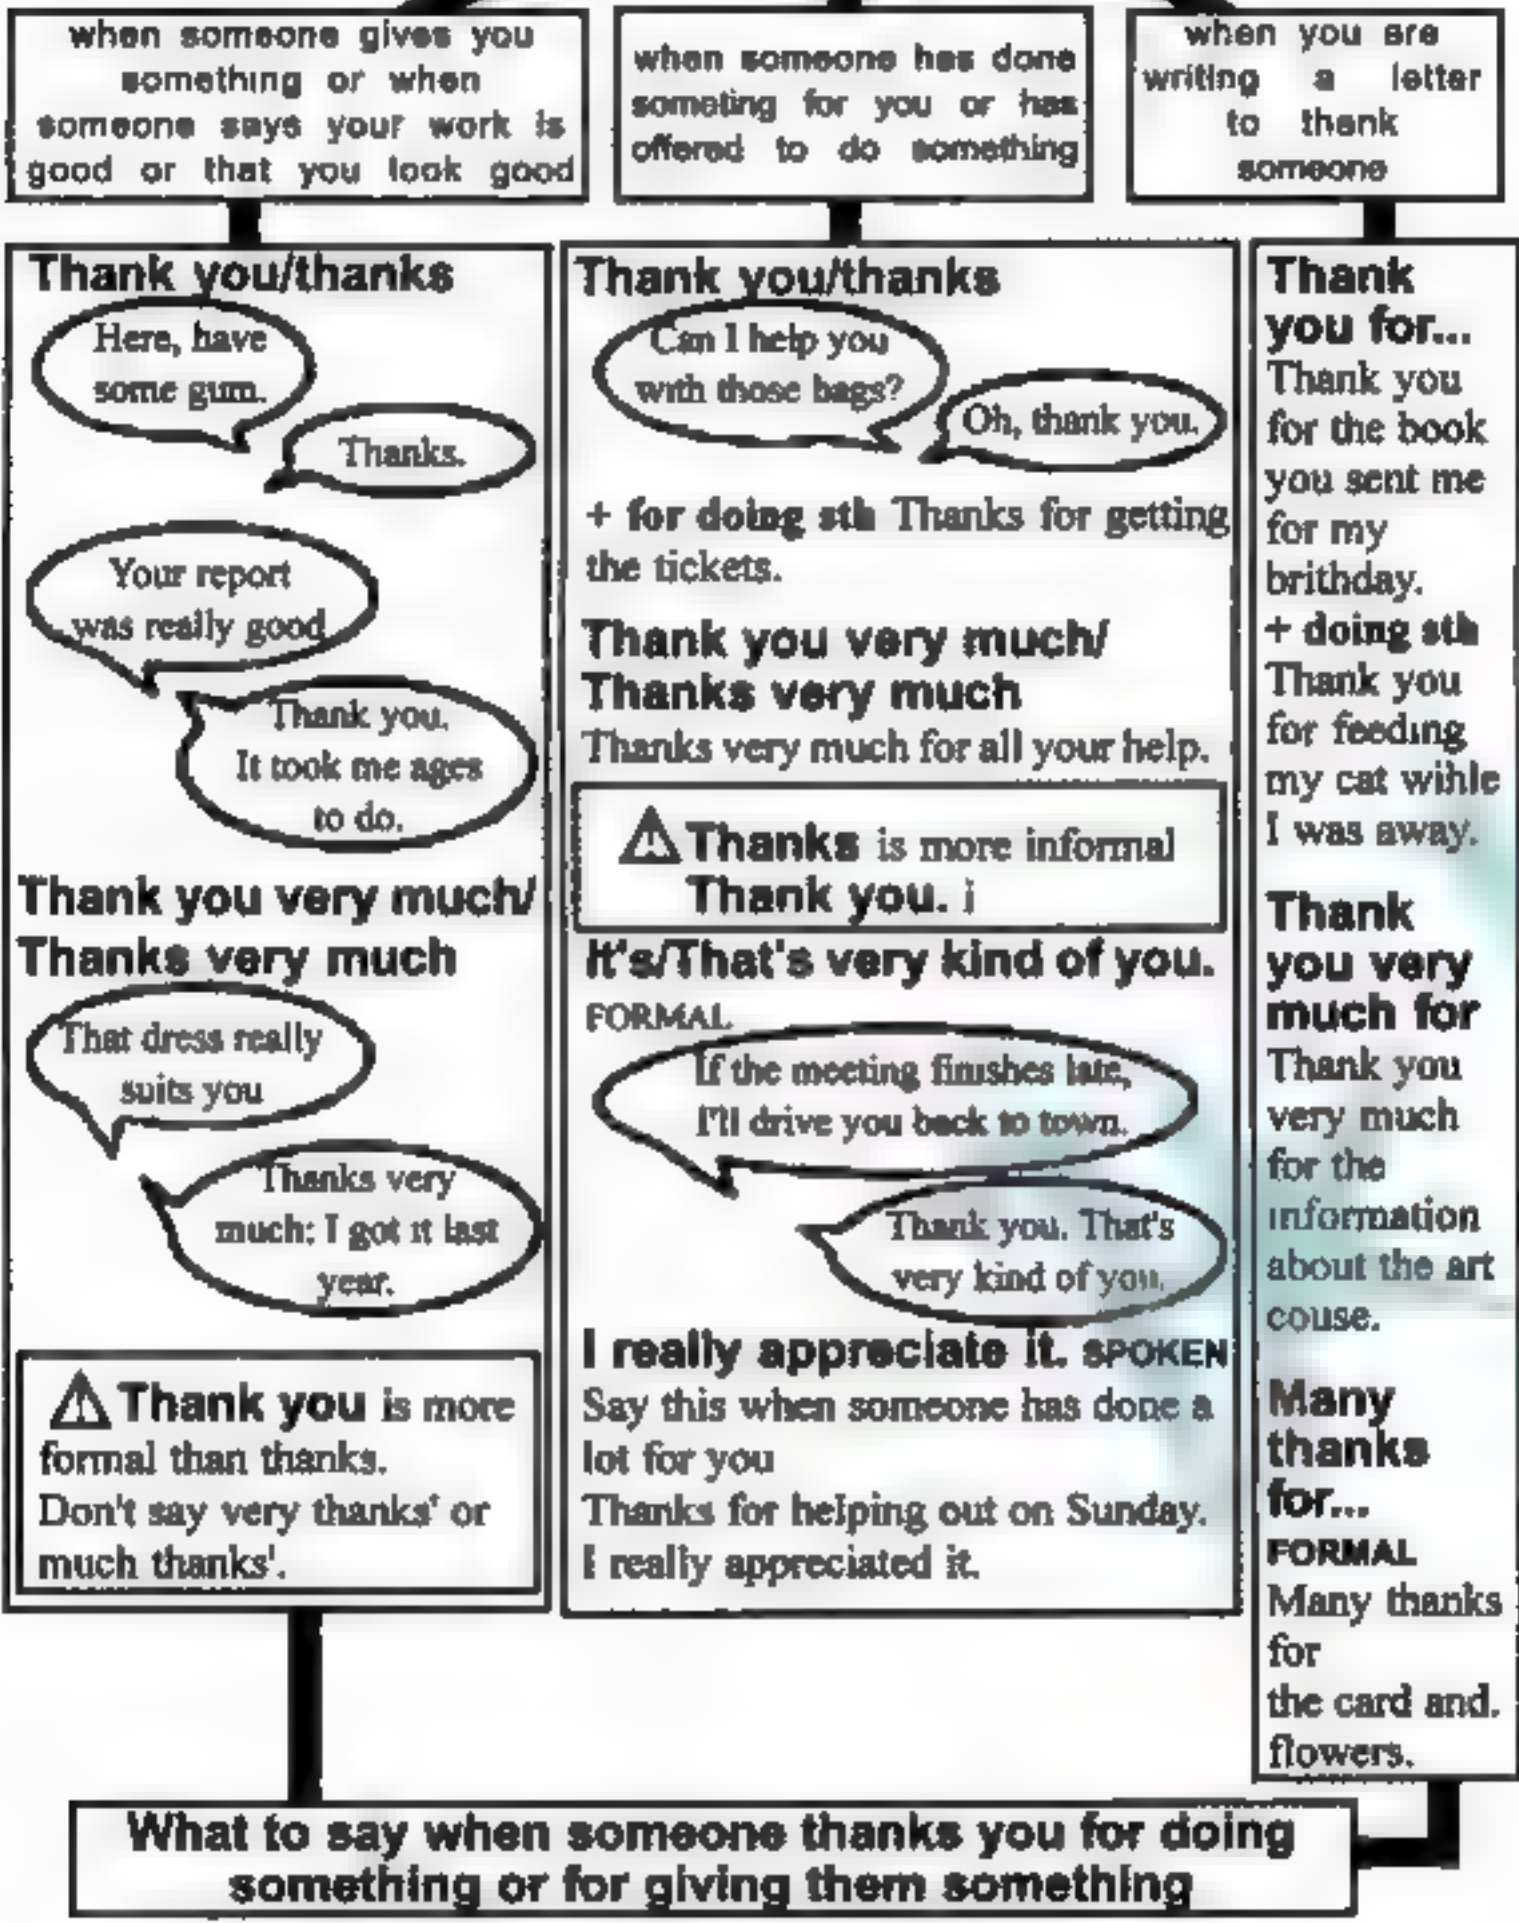 when someone gives you
something or when
someone says your work is
good or that you look good
when someone has done
someting for you or has
offered to do something
when you are
writing a letter
to thank
someone
Thank you/thanks
Here, have
some gum.
Thanks.
Your report
was really good
Thank you.
It took me ages
to do.
Thank you very much/
Thanks very much
That dress really
suits you
Thanks very
much; I got it last
year.
Thank you is more
formal than thanks.
Don't say very thanks' or
much thanks'.
Thank you/thanks
Can I help you
with those bags?
Oh, thank you.
+ for doing sth Thanks for getting
the tickets.
Thank you very much/
Thanks very much
Thanks very much for all your help.
Thanks is more informal
Thank you. i
It's/That's very kind of you.
FORMAL
If the meeting finishes late,
I'll drive you back to town.
Thank you. That's
very kind of you.
I really appreciate it. SPOKEN
Say this when someone has done a
lot for you
Thanks for helping out on Sunday.
I really appreciated it.
Thank
you for...
Thank you
for the book
you sent me
for my
brithday.
+ doing sth
Thank you
for feeding
my cat wihle
I was away.
Thank
you very
much for
Thank you
very much
for the
information
about the art
couse.
Many
thanks
for...
FORMAL
Many thanks
for
the card and.
flowers.
What to say when someone thanks you for doing
something or for giving them something